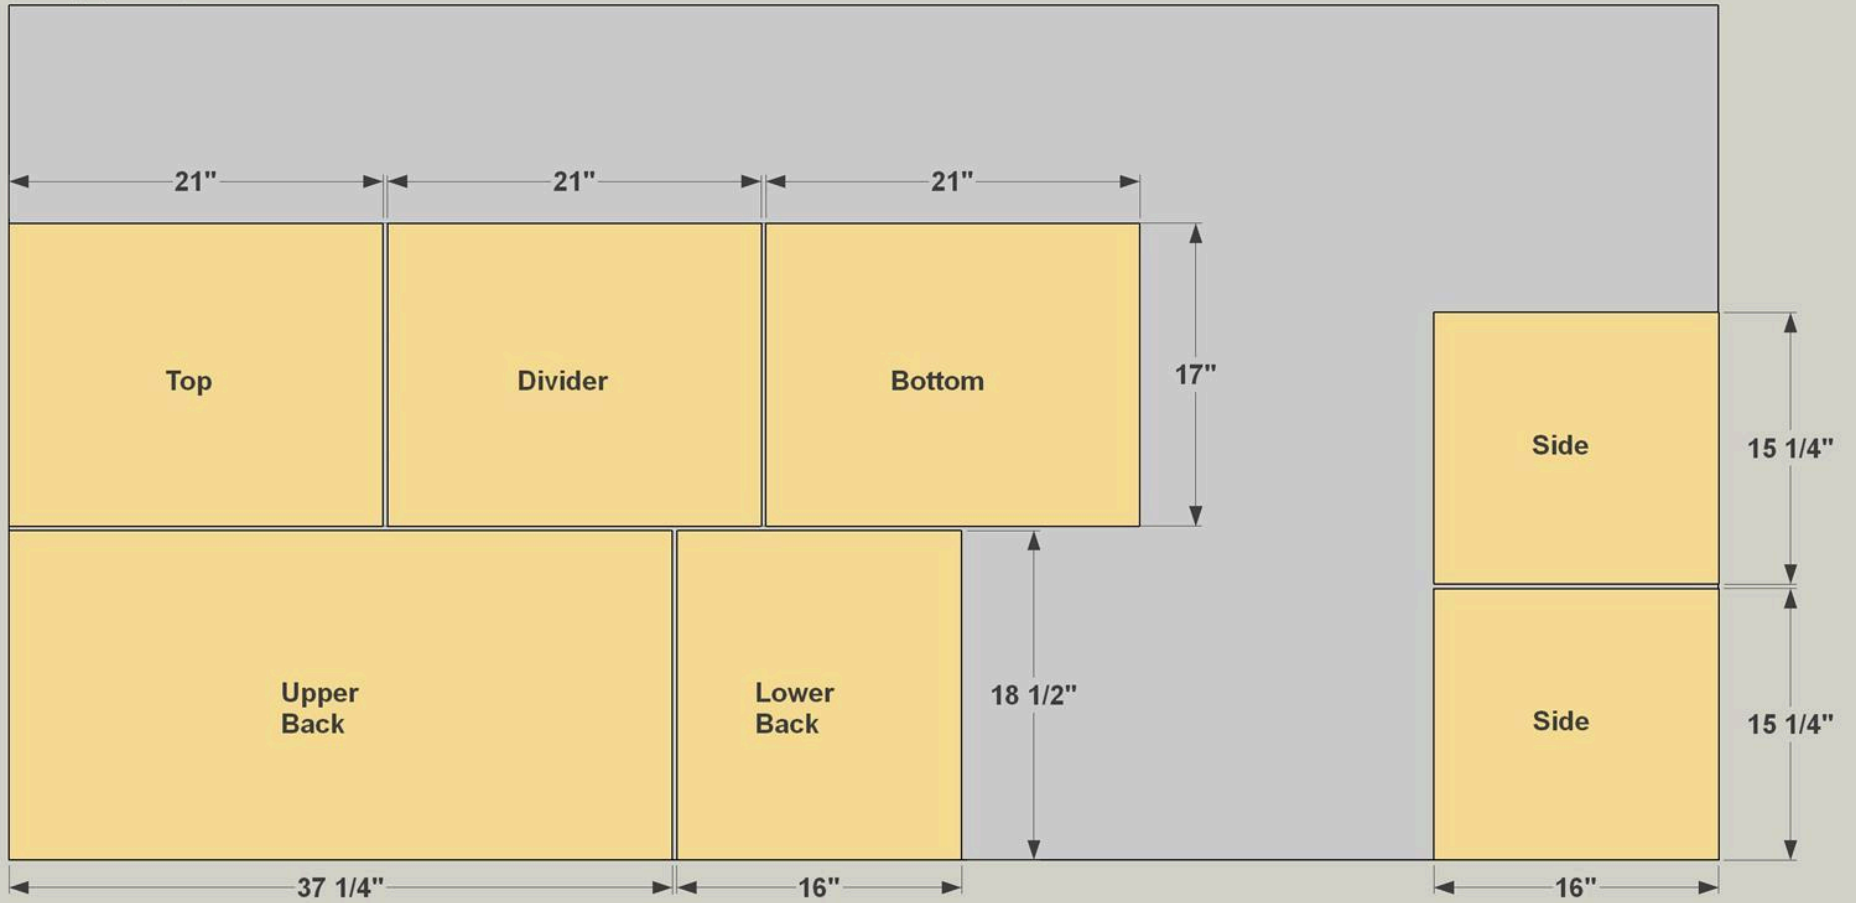 21"
21"
21"
Top
Divider
Bottom
17"
Side
15 1/4"
Upper
Back
Lower
Back
18 1/2"
Side
15 1/4"
37 1/4"
16"
16"